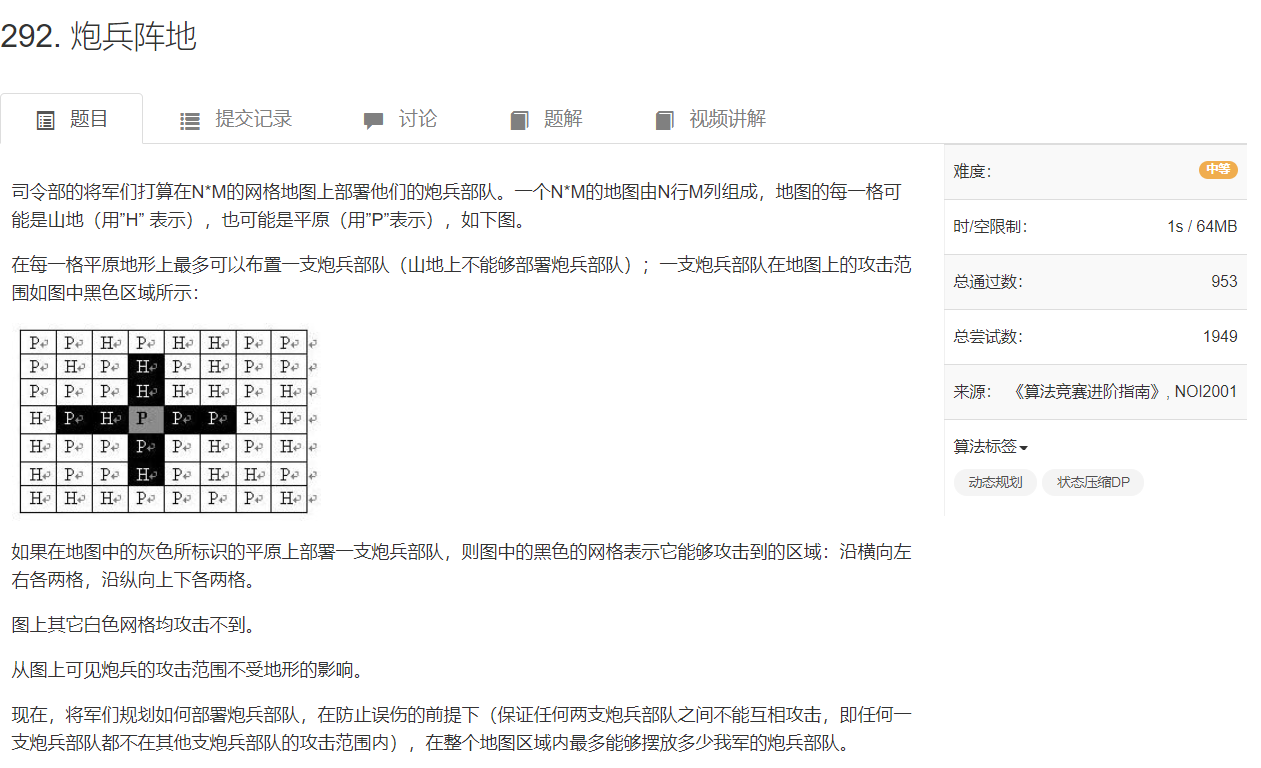 292. 炮兵阵地
题目 提交记录 讨论 题解 视频讲解
司令部的将军们打算在N*M的网格地图上部署他们的炮兵部队。一个N*M的地图由N行M列组成，地图的每一格可
能是山地（用”H” 表示），也可能是平原（用”P”表示），如下图。
在每一格平原地形上最多可以布置一支炮兵部队（山地上不能够部署炮兵部队）；一支炮兵部队在地图上的攻击范
围如图中黑色区域所示：
P P H P H H P P
P H P H P H P P
P P P H H H P H
H P H P P P P H
H P P P P H P H
H P P H P H H P
H H H P P P P H
如果在地图中的灰色所标识的平原上部署一支炮兵部队，则图中的黑色的网格表示它能够攻击到的区域：沿横向左
右各两格，沿纵向上下各两格。
图上其它白色网格均攻击不到。
从图上可见炮兵的攻击范围不受地形的影响。
现在，将军们规划如何部署炮兵部队，在防止误伤的前提下（保证任何两支炮兵部队之间不能互相攻击，即任何一
支炮兵部队都不在其他支炮兵部队的攻击范围内），在整个地图区域内最多能够摆放多少我军的炮兵部队。
难度： 中等
时/空限制： 1s / 64MB
总通过数： 953
总尝试数： 1949
来源： 《算法竞赛进阶指南》, NOI2001
算法标签
动态规划 状态压缩DP